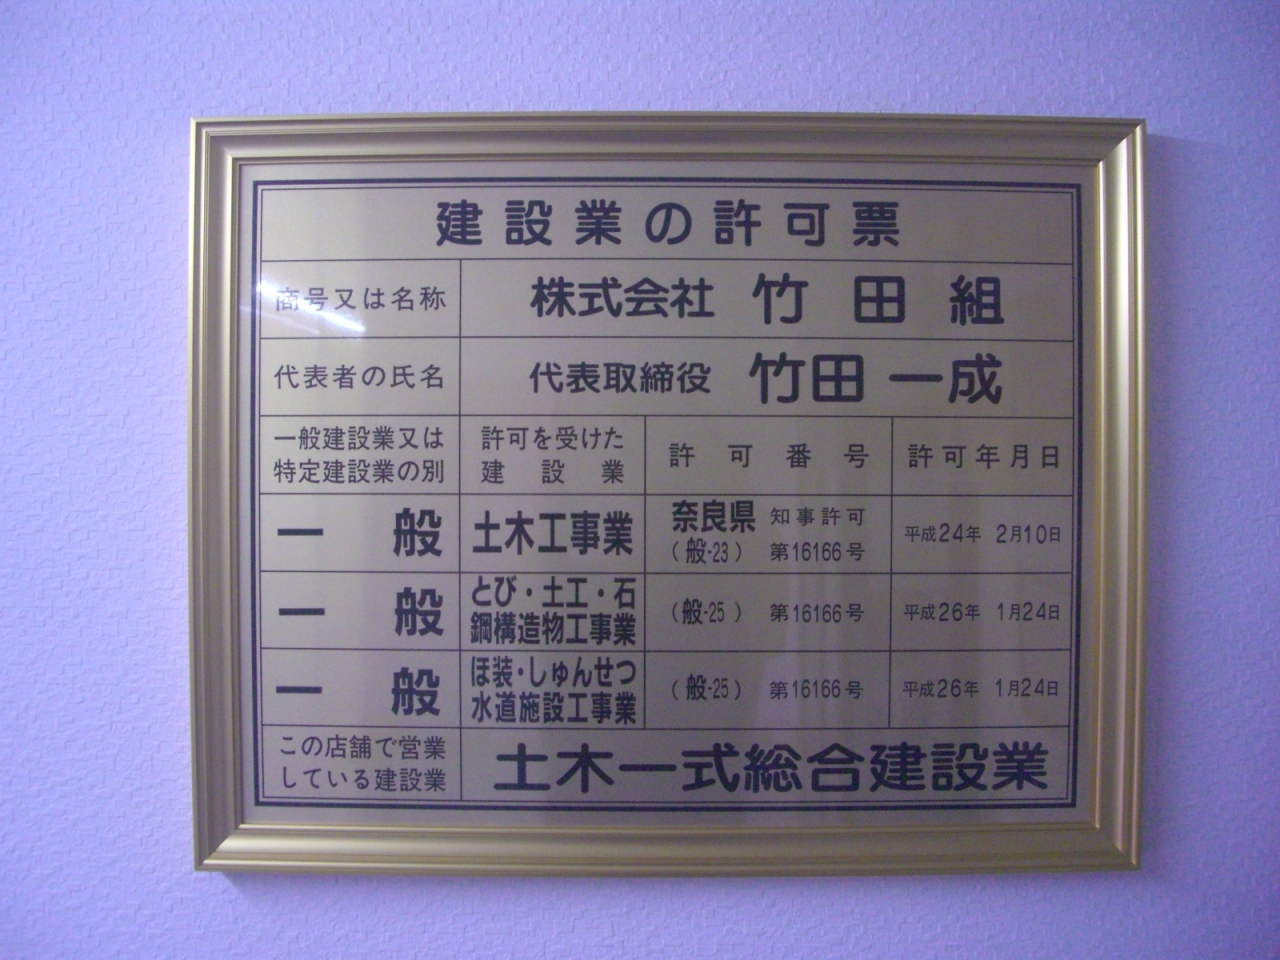 建設業の許可票
商号又は名称 株式会社 竹田組
代表者の氏名 代表取締役 竹田一成
一般建設業又は
特定建設業の別
許可を受けた
建設業
許可番号
許可年月日
一般
土木工事業
奈良県 知事許可
(般-23) 第16166号
平成24年 2月10日
一般
とび・土工・石
鋼構造物工事業
(般-25) 第16166号
平成26年 1月24日
一般
ほ装・しゅんせつ
水道施設工事業
(般-25) 第16166号
平成26年 1月24日
この店舗で営業
している建設業
土木一式総合建設業